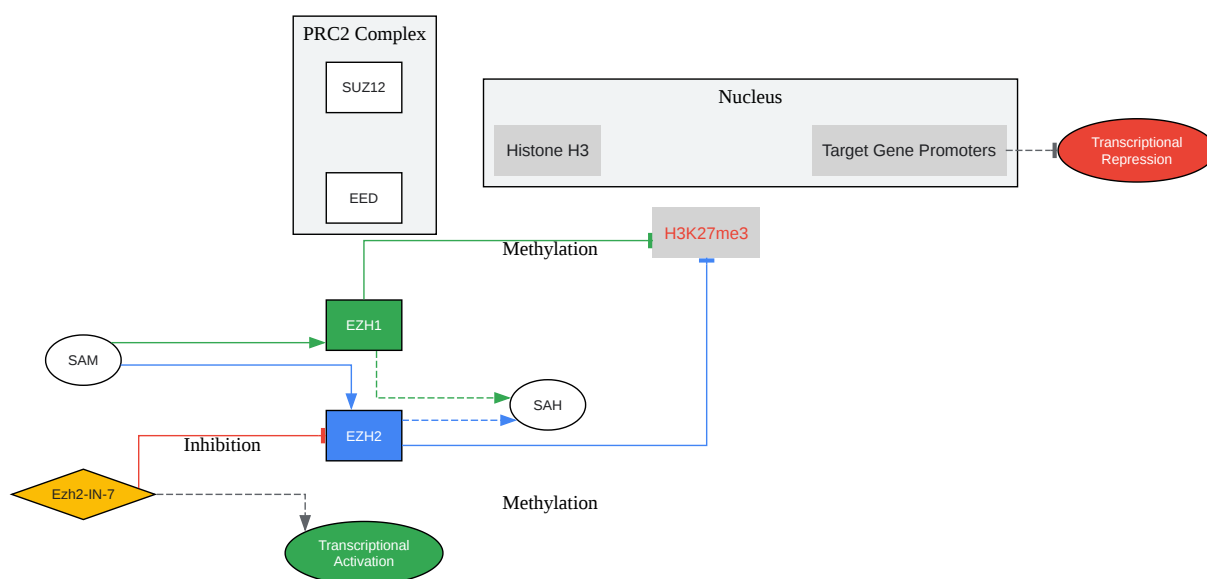 PRC2 Complex
SUZ12
EED
Nucleus
Histone H3
Target Gene Promoters
Transcriptional
Repression
H3K27me3
Methylation
EZH1
SAM
SAH
EZH2
Inhibition
Ezh2-IN-7
Methylation
Transcriptional
Activation